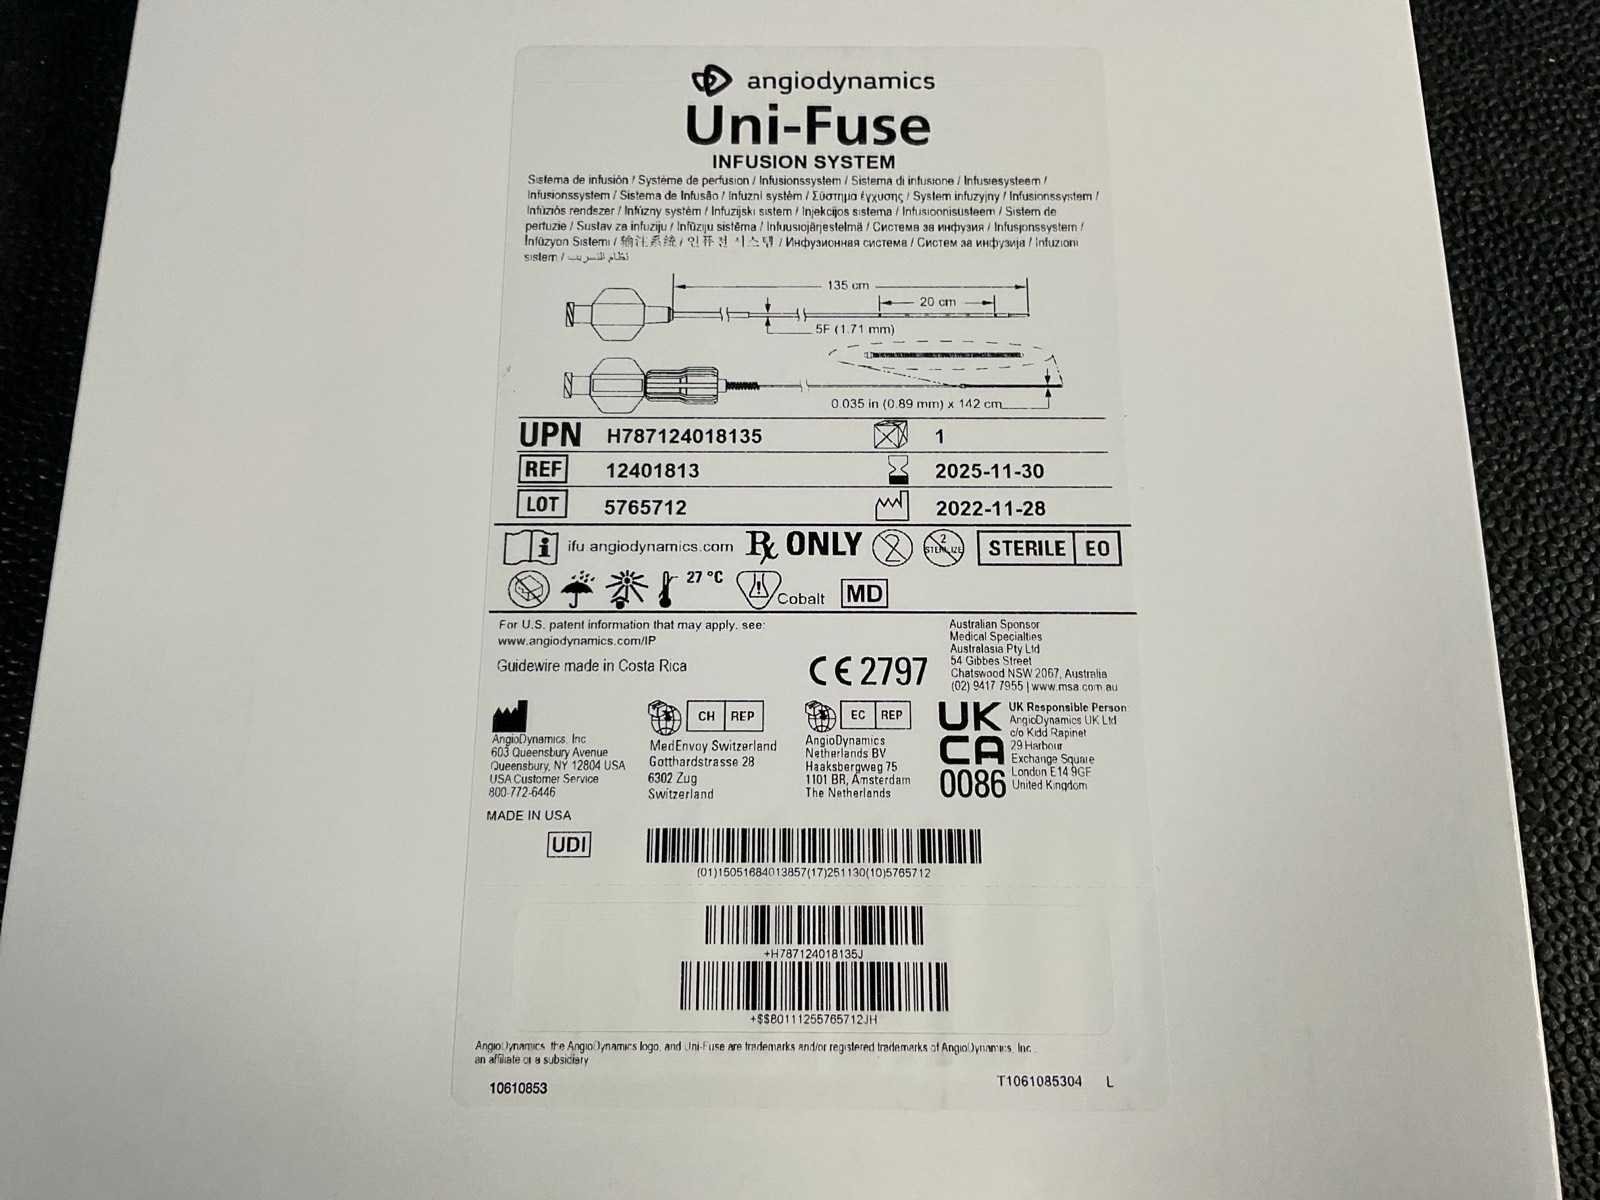 angiodynamics
Uni-Fuse
INFUSION SYSTEM
Sistema de infusión / Système de perfusion / Infusionssystem / Sistema di infusione / Infusiesysteem /
Infusionssystem / Sistema de Infusão / Infuzní systém / Σύστημα έγχυσης / System infuzyjny / Infusionssystem /
Infúziós rendszer / Infúzny systém / Infuzijski sistem / Injekcijos sistema / Infusioonisüsteem / Sistem de
perfuzie / Sustav za infuziju / Infūziju sistēma / Infuusiojärjestelmä / Система за инфузия / Infusjonssystem /
İnfüzyon Sistemi / 输注系统 / 인퓨전 시스템 / Инфузионная система / Систем за инфузија / Infuzioni
sistem / نظام التسريب
135 cm
20 cm
5F (1.71 mm)
0.035 in (0.89 mm) x 142 cm
UPN H787124018135 1
REF 12401813 2025-11-30
LOT 5765712 2022-11-28
ifu.angiodynamics.com Rx ONLY 2 2 STERILIZE STERILE EO
27 °C Cobalt MD
For U.S. patent information that may apply, see:
www.angiodynamics.com/IP
Guidewire made in Costa Rica
CE 2797
Australian Sponsor
Medical Specialties
Australasia Pty Ltd
54 Gibbes Street
Chatswood NSW 2067, Australia
(02) 9417 7955 | www.msa.com.au
AngioDynamics, Inc.
603 Queensbury Avenue
Queensbury, NY 12804 USA
USA Customer Service
800-772-6446
CH REP
MedEnvoy Switzerland
Gotthardstrasse 28
6302 Zug
Switzerland
EC REP
AngioDynamics
Netherlands BV
Haaksbergweg 75
1101 BR, Amsterdam
The Netherlands
UK
CA
0086
UK Responsible Person
AngioDynamics UK Ltd
c/o Kidd Rapinet
29 Harbour
Exchange Square
London E14 9GE
United Kingdom
MADE IN USA
UDI
(01)15051684013857(17)251130(10)5765712
+H787124018135J
+$$80111255765712JH
AngioDynamics, the AngioDynamics logo, and Uni-Fuse are trademarks and/or registered trademarks of AngioDynamics, Inc.,
an affiliate or a subsidiary
10610853
T1061085304 L